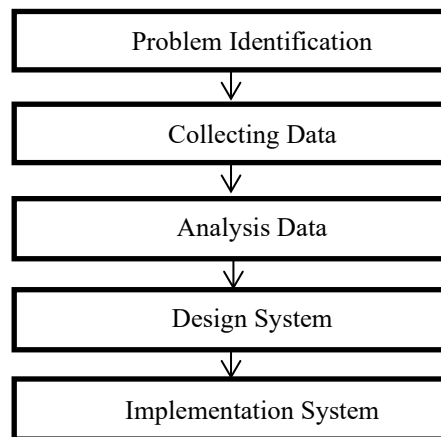 Problem Identification
Collecting Data
Analysis Data
Design System
Implementation System